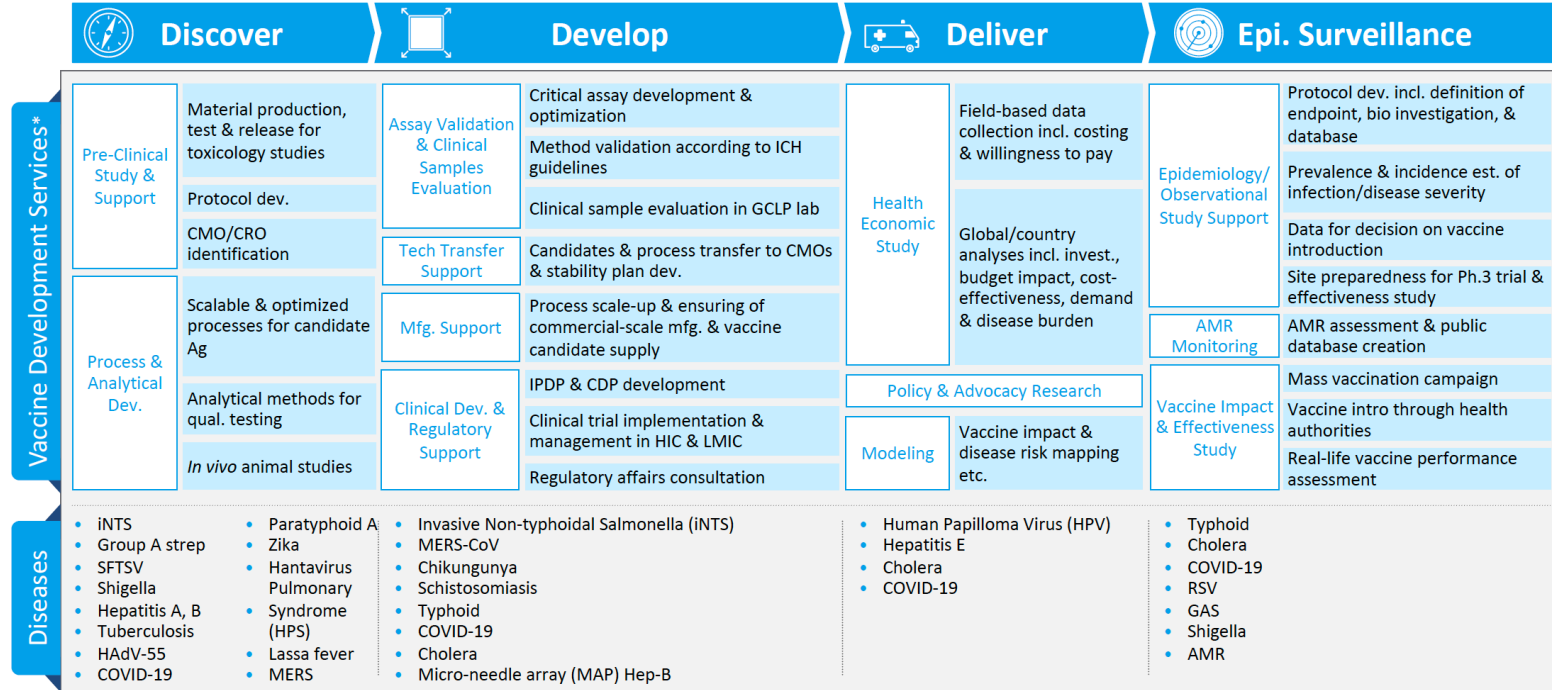 Discover
Develop
Deliver
Epi. Surveillance
Vaccine Development Services*
Pre-Clinical
Study &
Support
Material production,
test & release for
toxicology studies
Protocol dev.
CMO/CRO
identification
Process &
Analytical
Dev.
Scalable & optimized
processes for candidate
Ag
Analytical methods for
qual. testing
In vivo animal studies
Assay Validation
& Clinical
Samples
Evaluation
Critical assay development &
optimization
Method validation according to ICH
guidelines
Clinical sample evaluation in GCLP lab
Tech Transfer
Support
Candidates & process transfer to CMOs
& stability plan dev.
Mfg. Support
Process scale-up & ensuring of
commercial-scale mfg. & vaccine
candidate supply
Clinical Dev. &
Regulatory
Support
IPDP & CDP development
Clinical trial implementation &
management in HIC & LMIC
Regulatory affairs consultation
Health
Economic
Study
Field-based data
collection incl. costing
& willingness to pay
Global/country
analyses incl. invest.,
budget impact, cost-
effectiveness, demand
& disease burden
Policy & Advocacy Research
Modeling
Vaccine impact &
disease risk mapping
etc.
Epidemiology/
Observational
Study Support
Protocol dev. incl. definition of
endpoint, bio investigation, &
database
Prevalence & incidence est. of
infection/disease severity
Data for decision on vaccine
introduction
Site preparedness for Ph.3 trial &
effectiveness study
AMR
Monitoring
AMR assessment & public
database creation
Vaccine Impact
& Effectiveness
Study
Mass vaccination campaign
Vaccine intro through health
authorities
Real-life vaccine performance
assessment
Diseases
• iNTS
• Group A strep
• SFTSV
• Shigella
• Hepatitis A, B
• Tuberculosis
• HAdV-55
• COVID-19
• Paratyphoid A
• Zika
• Hantavirus
Pulmonary
• Syndrome
(HPS)
• Lassa fever
• MERS
• Invasive Non-typhoidal Salmonella (iNTS)
• MERS-CoV
• Chikungunya
• Schistosomiasis
• Typhoid
• COVID-19
• Cholera
• Micro-needle array (MAP) Hep-B
• Human Papilloma Virus (HPV)
• Hepatitis E
• Cholera
• COVID-19
• Typhoid
• Cholera
• COVID-19
• RSV
• GAS
• Shigella
• AMR